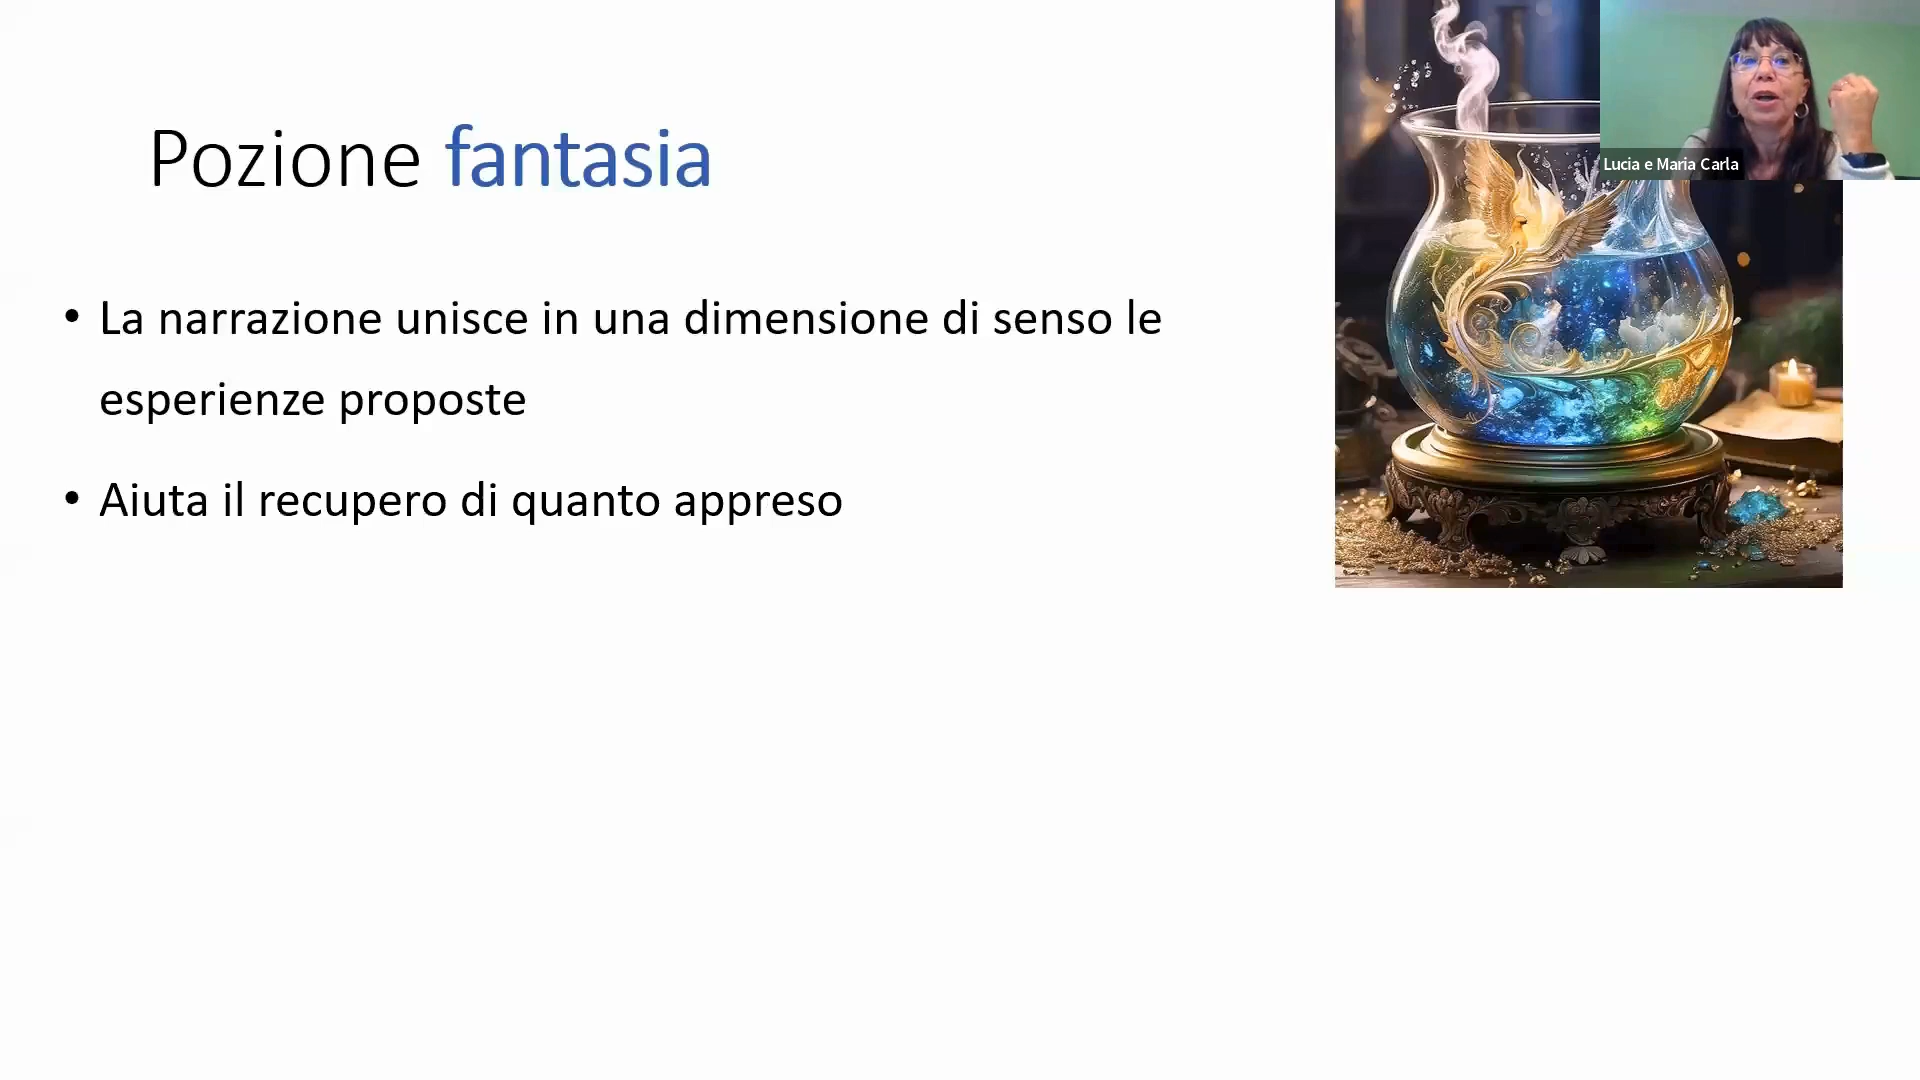 Pozione fantasia
Lucia e Maria Carla
• La narrazione unisce in una dimensione di senso le
esperienze proposte
• Aiuta il recupero di quanto appreso